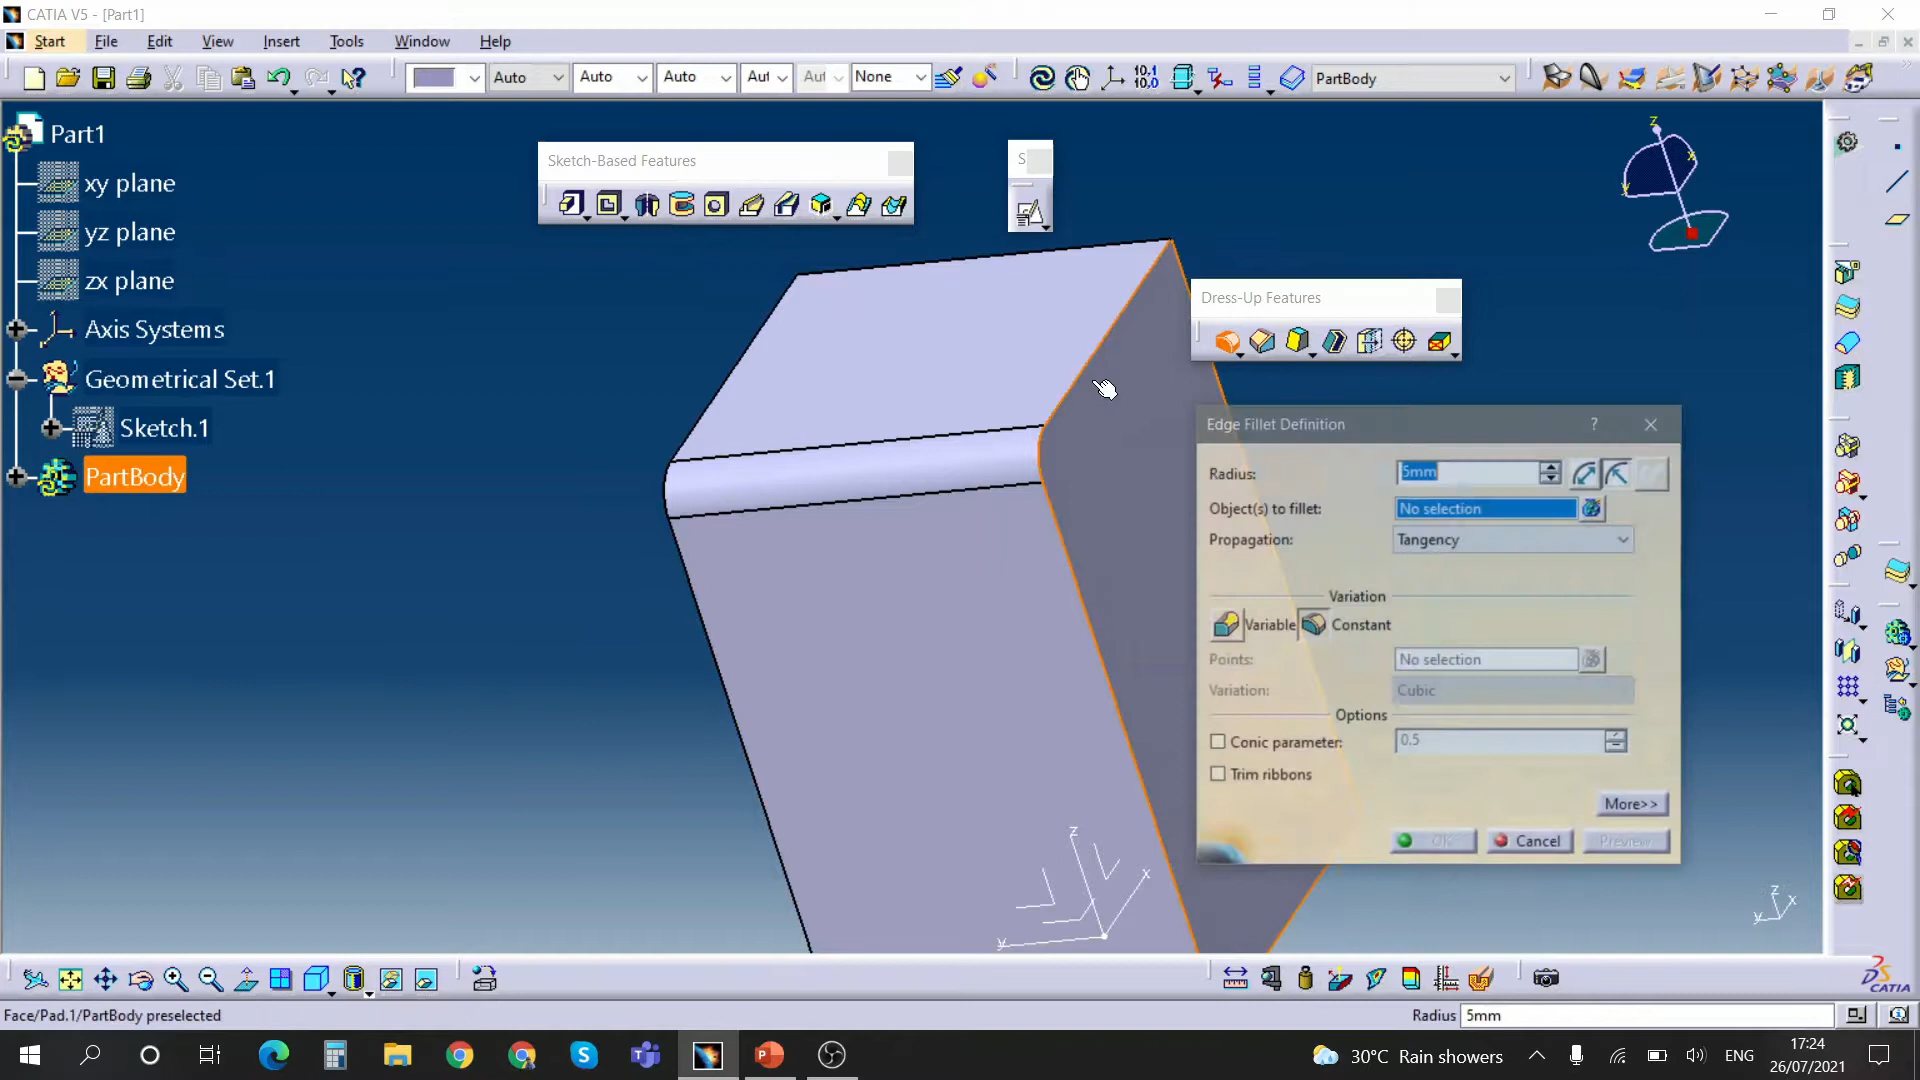 CATIA V5 - [Part1]
Start File Edit View Insert Tools Window Help
Auto Auto Auto Aut Aut None PartBody
Part1
xy plane
yz plane
zx plane
Axis Systems
Geometrical Set.1
Sketch.1
PartBody
Sketch-Based Features
S
z
x
y
Dress-Up Features
Edge Fillet Definition ?
Radius: 5mm
Object(s) to fillet: No selection
Propagation: Tangency
Variation
Variable Constant
Points: No selection
Variation: Cubic
Options
Conic parameter: 0.5
Trim ribbons
More>>
OK Cancel Preview
z
x
y
z
x
y
CATIA
Face/Pad.1/PartBody preselected
Radius 5mm
30°C Rain showers ENG 17:24
26/07/2021